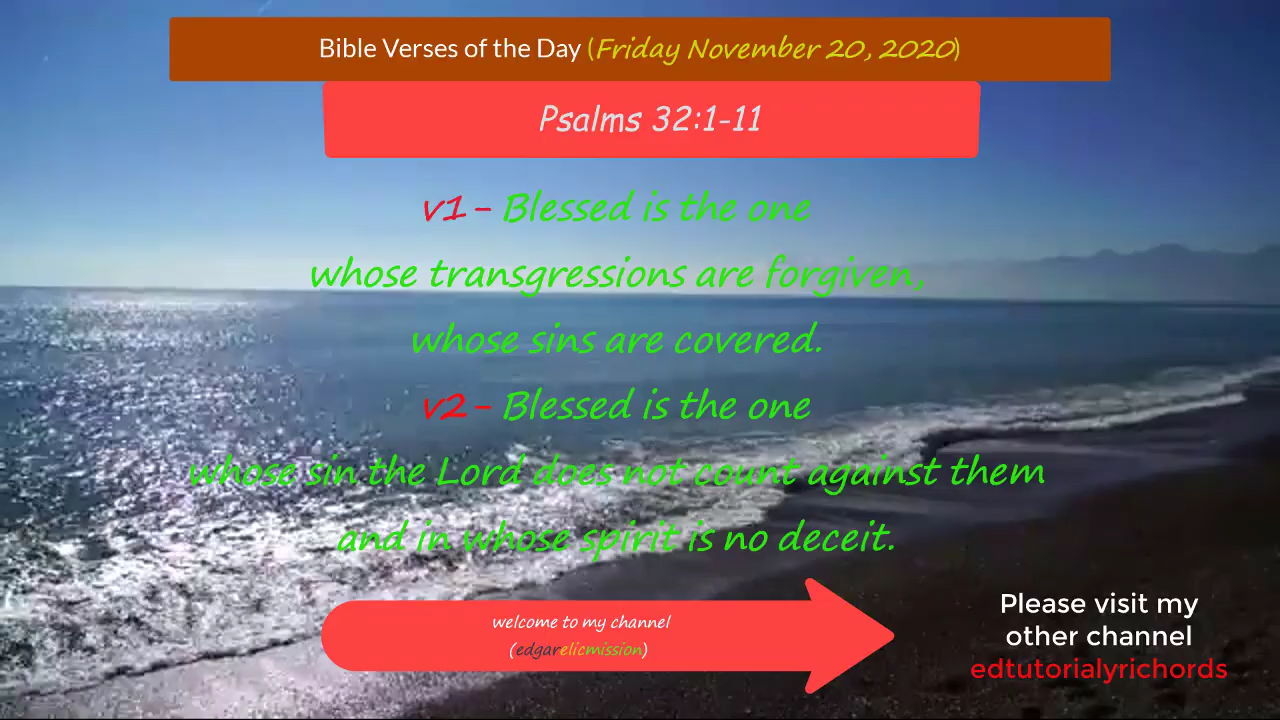 Bible Verses of the Day (Friday November 20, 2020)
Psalms 32:1-11
v1 - Blessed is the one
whose transgressions are forgiven,
whose sins are covered.
v2 - Blessed is the one
whose sin the Lord does not count against them
and in whose spirit is no deceit.
welcome to my channel
(edgarelicmission)
Please visit my
other channel
edtutorialyrichords